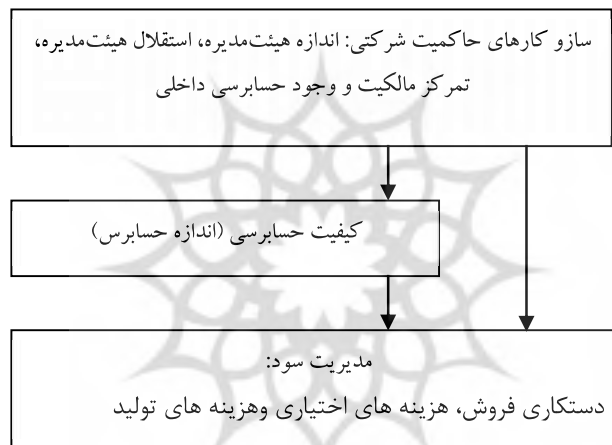 سازو کارهای حاکمیت شرکتی: اندازه هیئت‌مدیره، استقلال هیئت‌مدیره،
تمرکز مالکیت و وجود حسابرسی داخلی
کیفیت حسابرسی (اندازه حسابرس)
مدیریت سود:
دستکاری فروش، هزینه های اختیاری وهزینه های تولید